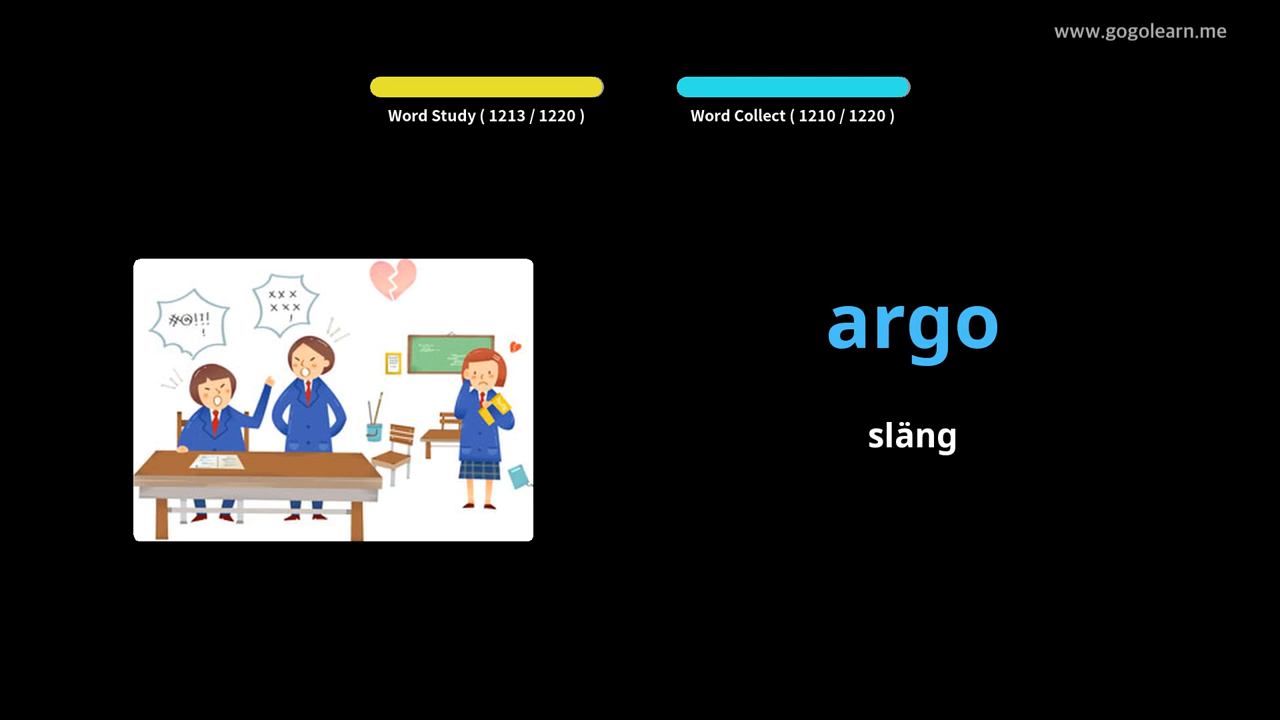 www.gogolearn.me
Word Study ( 1213 / 1220 )
Word Collect ( 1210 / 1220 )
#@!!!
!
x x x
x x x
!
argo
släng